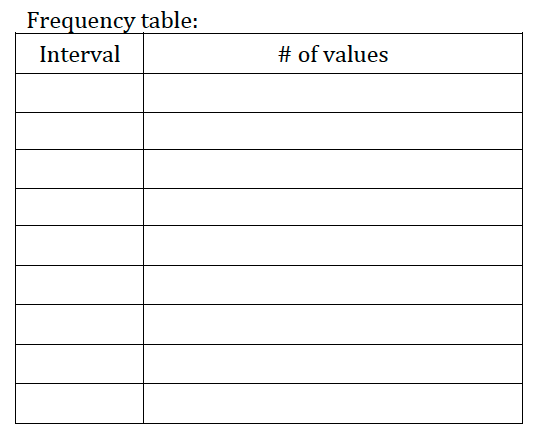 Frequency table:
Interval # of values